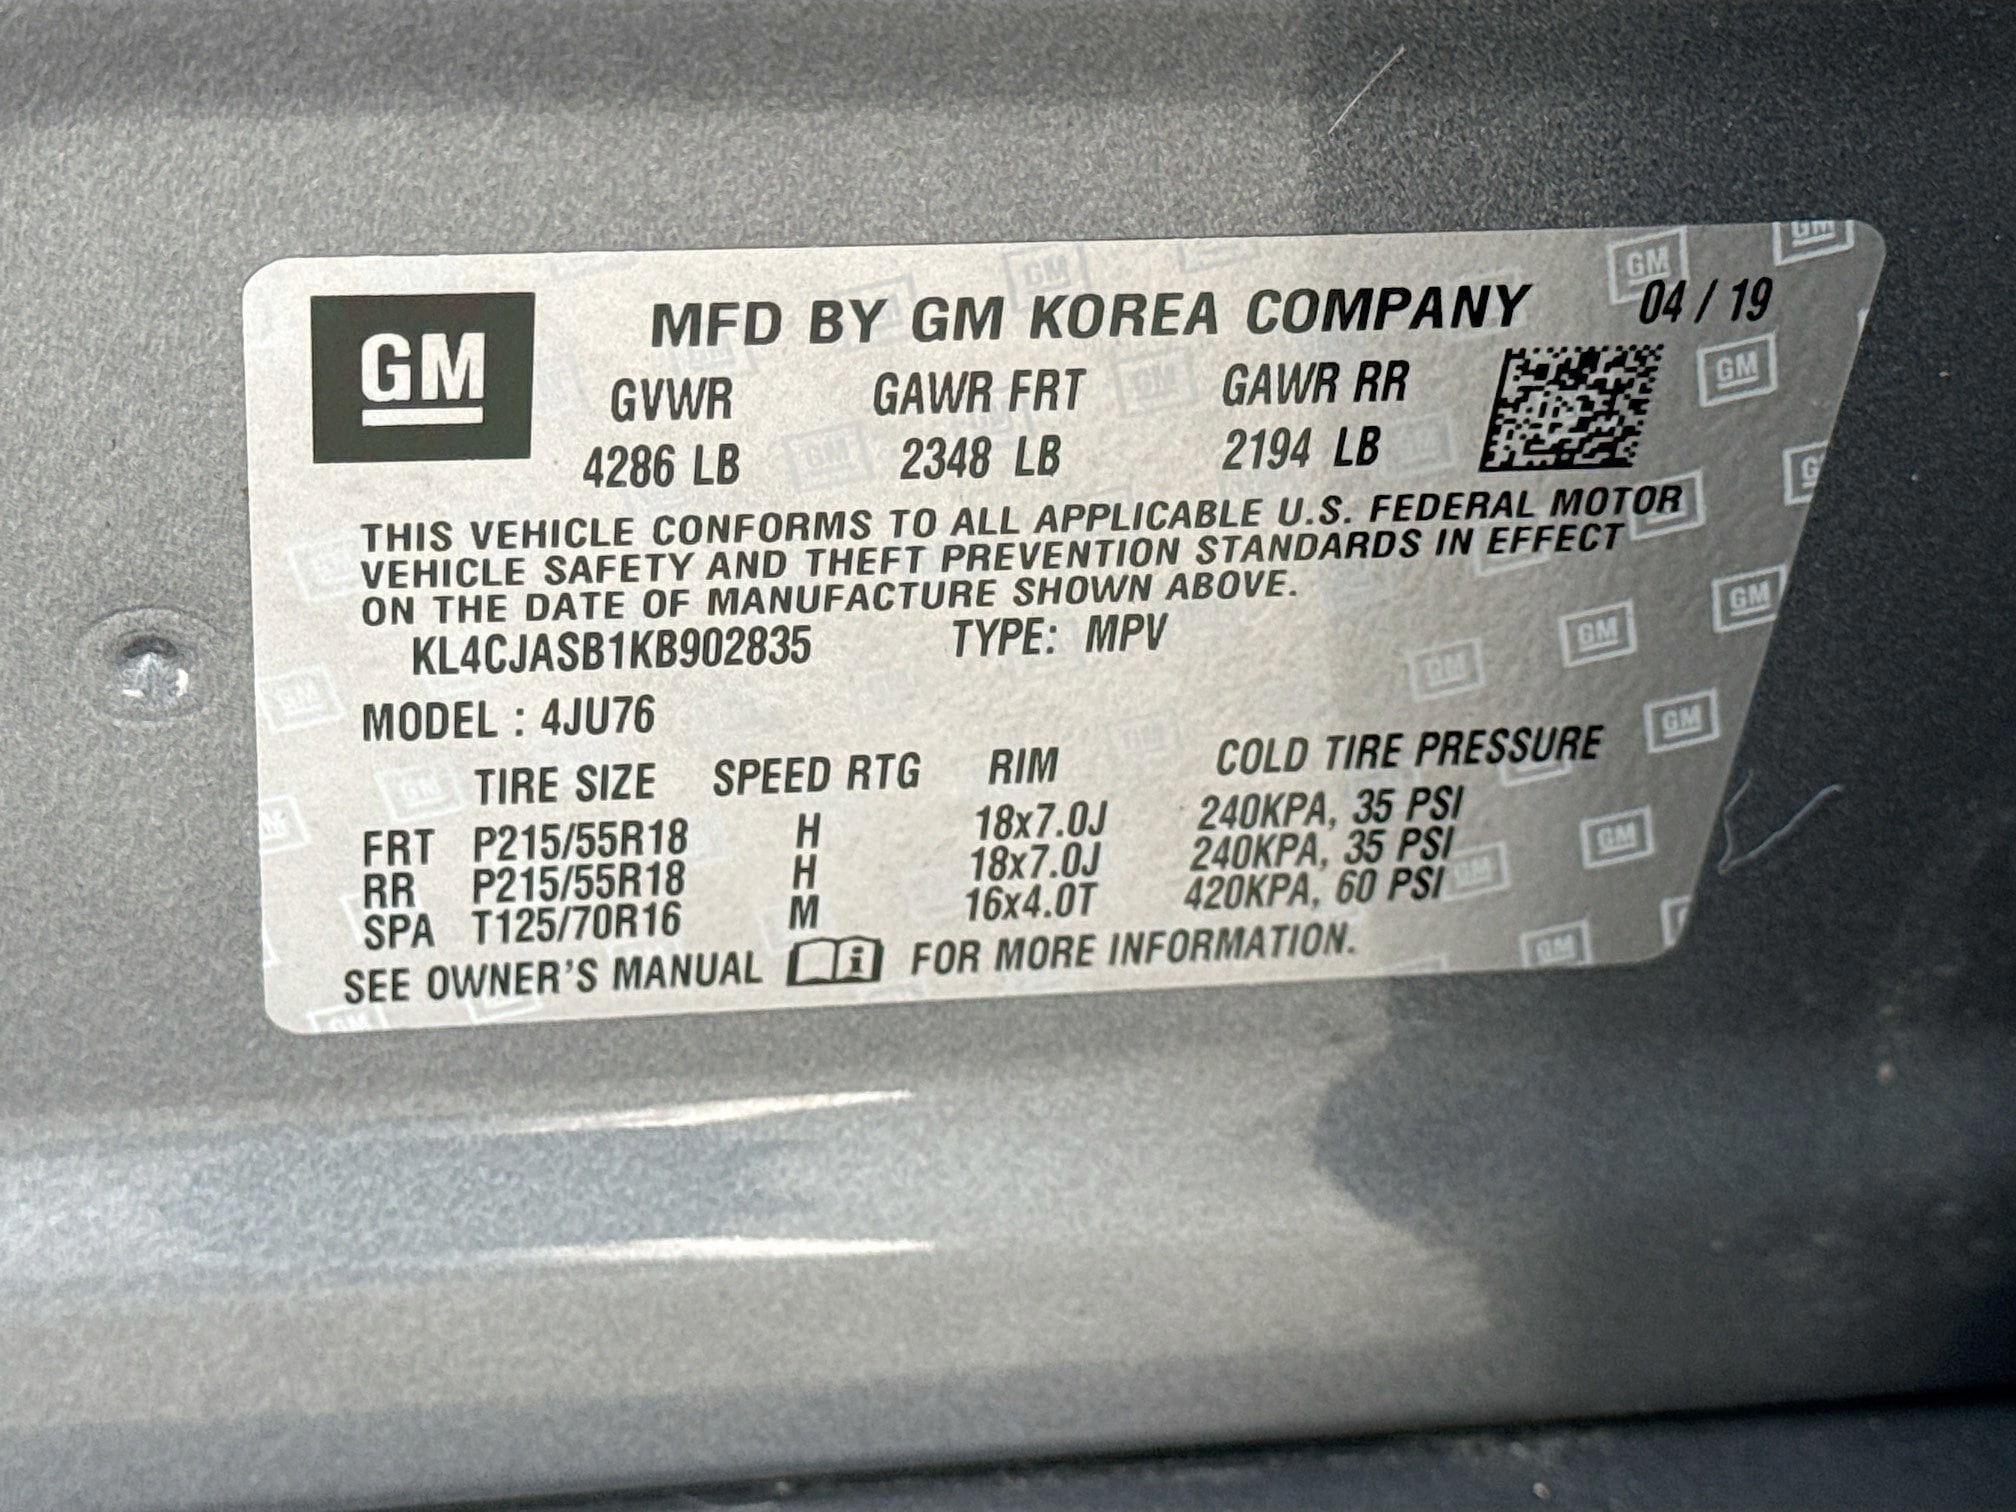 GM
MFD BY GM KOREA COMPANY 04 / 19
GVWR GAWR FRT GAWR RR
4286 LB 2348 LB 2194 LB
THIS VEHICLE CONFORMS TO ALL APPLICABLE U.S. FEDERAL MOTOR
VEHICLE SAFETY AND THEFT PREVENTION STANDARDS IN EFFECT
ON THE DATE OF MANUFACTURE SHOWN ABOVE.
KL4CJASB1KB902835 TYPE: MPV
MODEL : 4JU76
TIRE SIZE SPEED RTG RIM COLD TIRE PRESSURE
FRT P215/55R18 H 18x7.0J 240KPA, 35 PSI
RR P215/55R18 H 18x7.0J 240KPA, 35 PSI
SPA T125/70R16 M 16x4.0T 420KPA, 60 PSI
SEE OWNER'S MANUAL i FOR MORE INFORMATION.